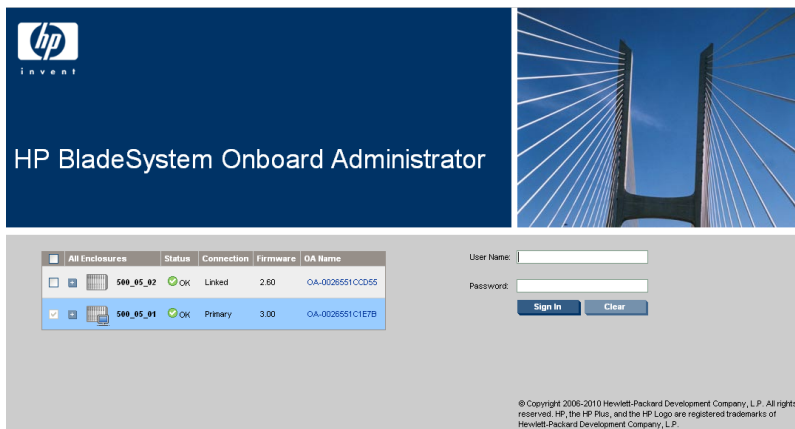 hp
invent
HP BladeSystem Onboard Administrator
All Enclosures Status Connection Firmware OA Name
500_05_02 OK Linked 2.60 OA-0026551CCD55
500_05_01 OK Primary 3.00 OA-0026551C1E7B
User Name:
Password:
Sign In Clear
© Copyright 2006-2010 Hewlett-Packard Development Company, L.P. All rights
reserved. HP, the HP Plus, and the HP Logo are registered trademarks of
Hewlett-Packard Development Company, L.P.